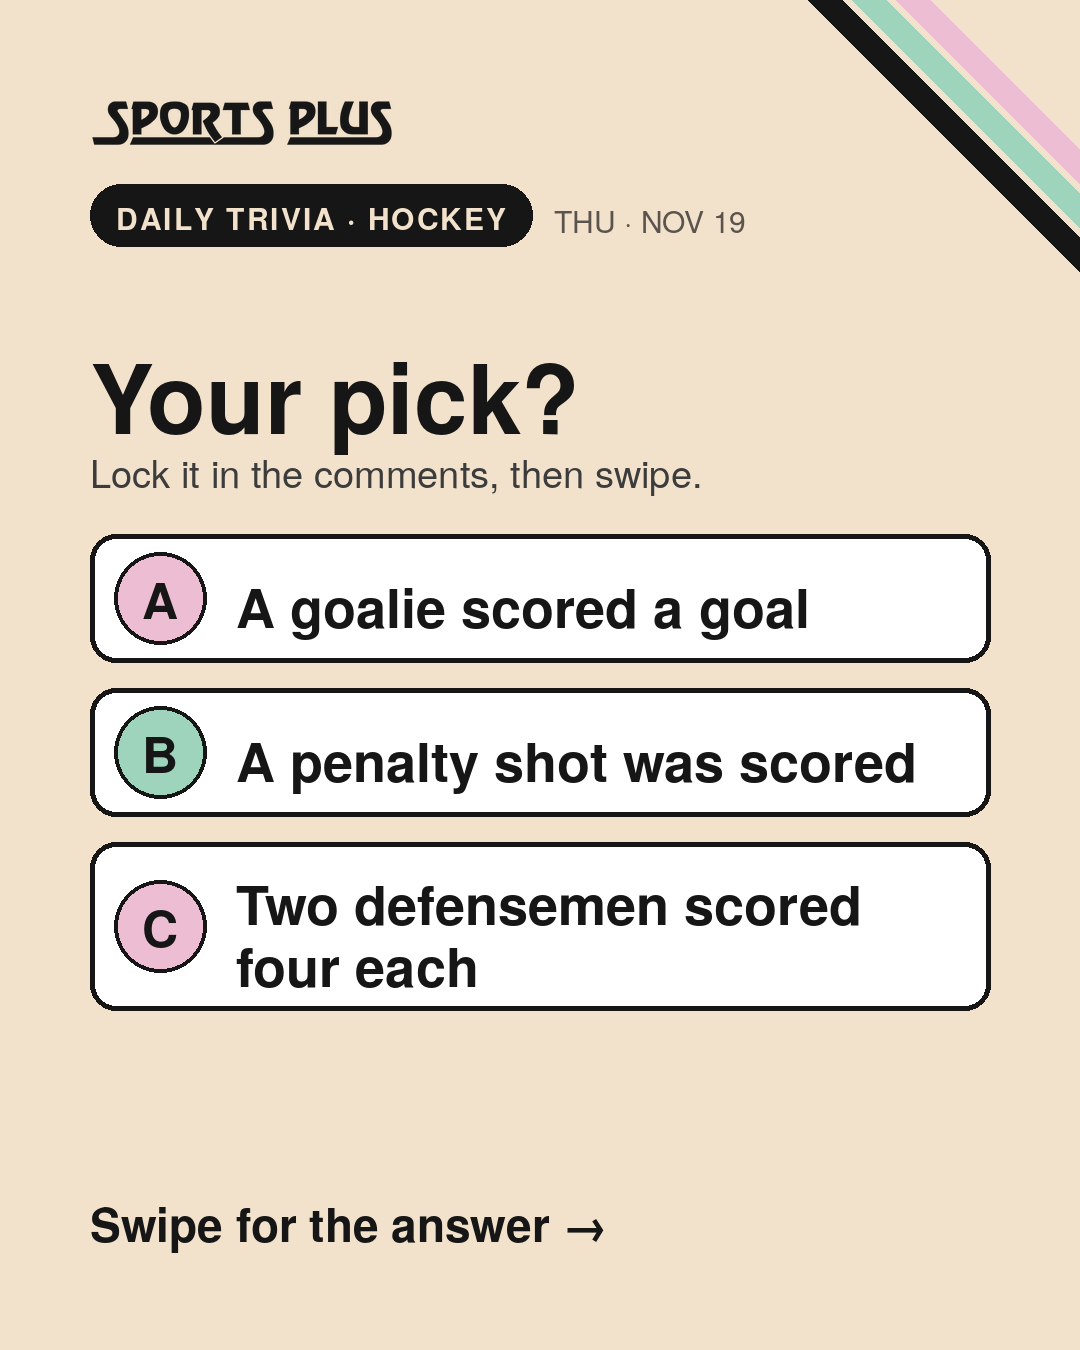 SPORTS PLUS
DAILY TRIVIA · HOCKEY
THU · NOV 19
Your pick?
Lock it in the comments, then swipe.
A
A goalie scored a goal
B
A penalty shot was scored
C
Two defensemen scored
four each
Swipe for the answer →